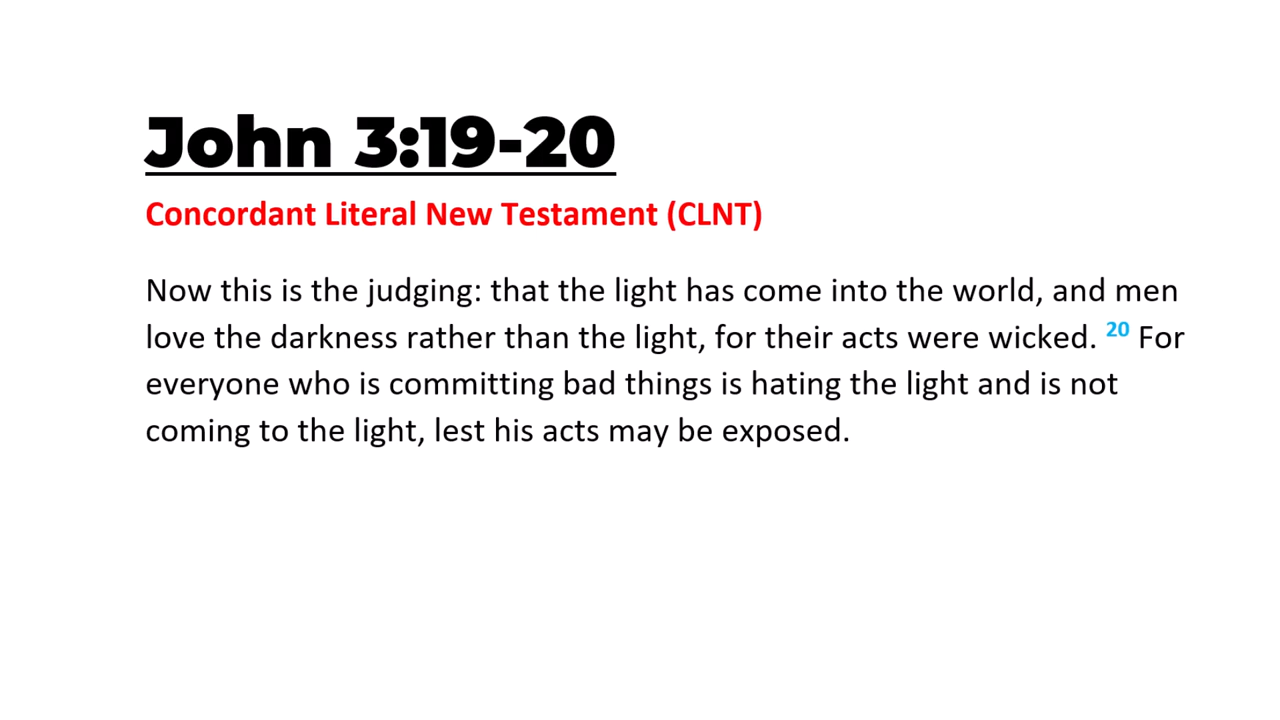 John 3:19-20
Concordant Literal New Testament (CLNT)
Now this is the judging: that the light has come into the world, and men
love the darkness rather than the light, for their acts were wicked. 20 For
everyone who is committing bad things is hating the light and is not
coming to the light, lest his acts may be exposed.